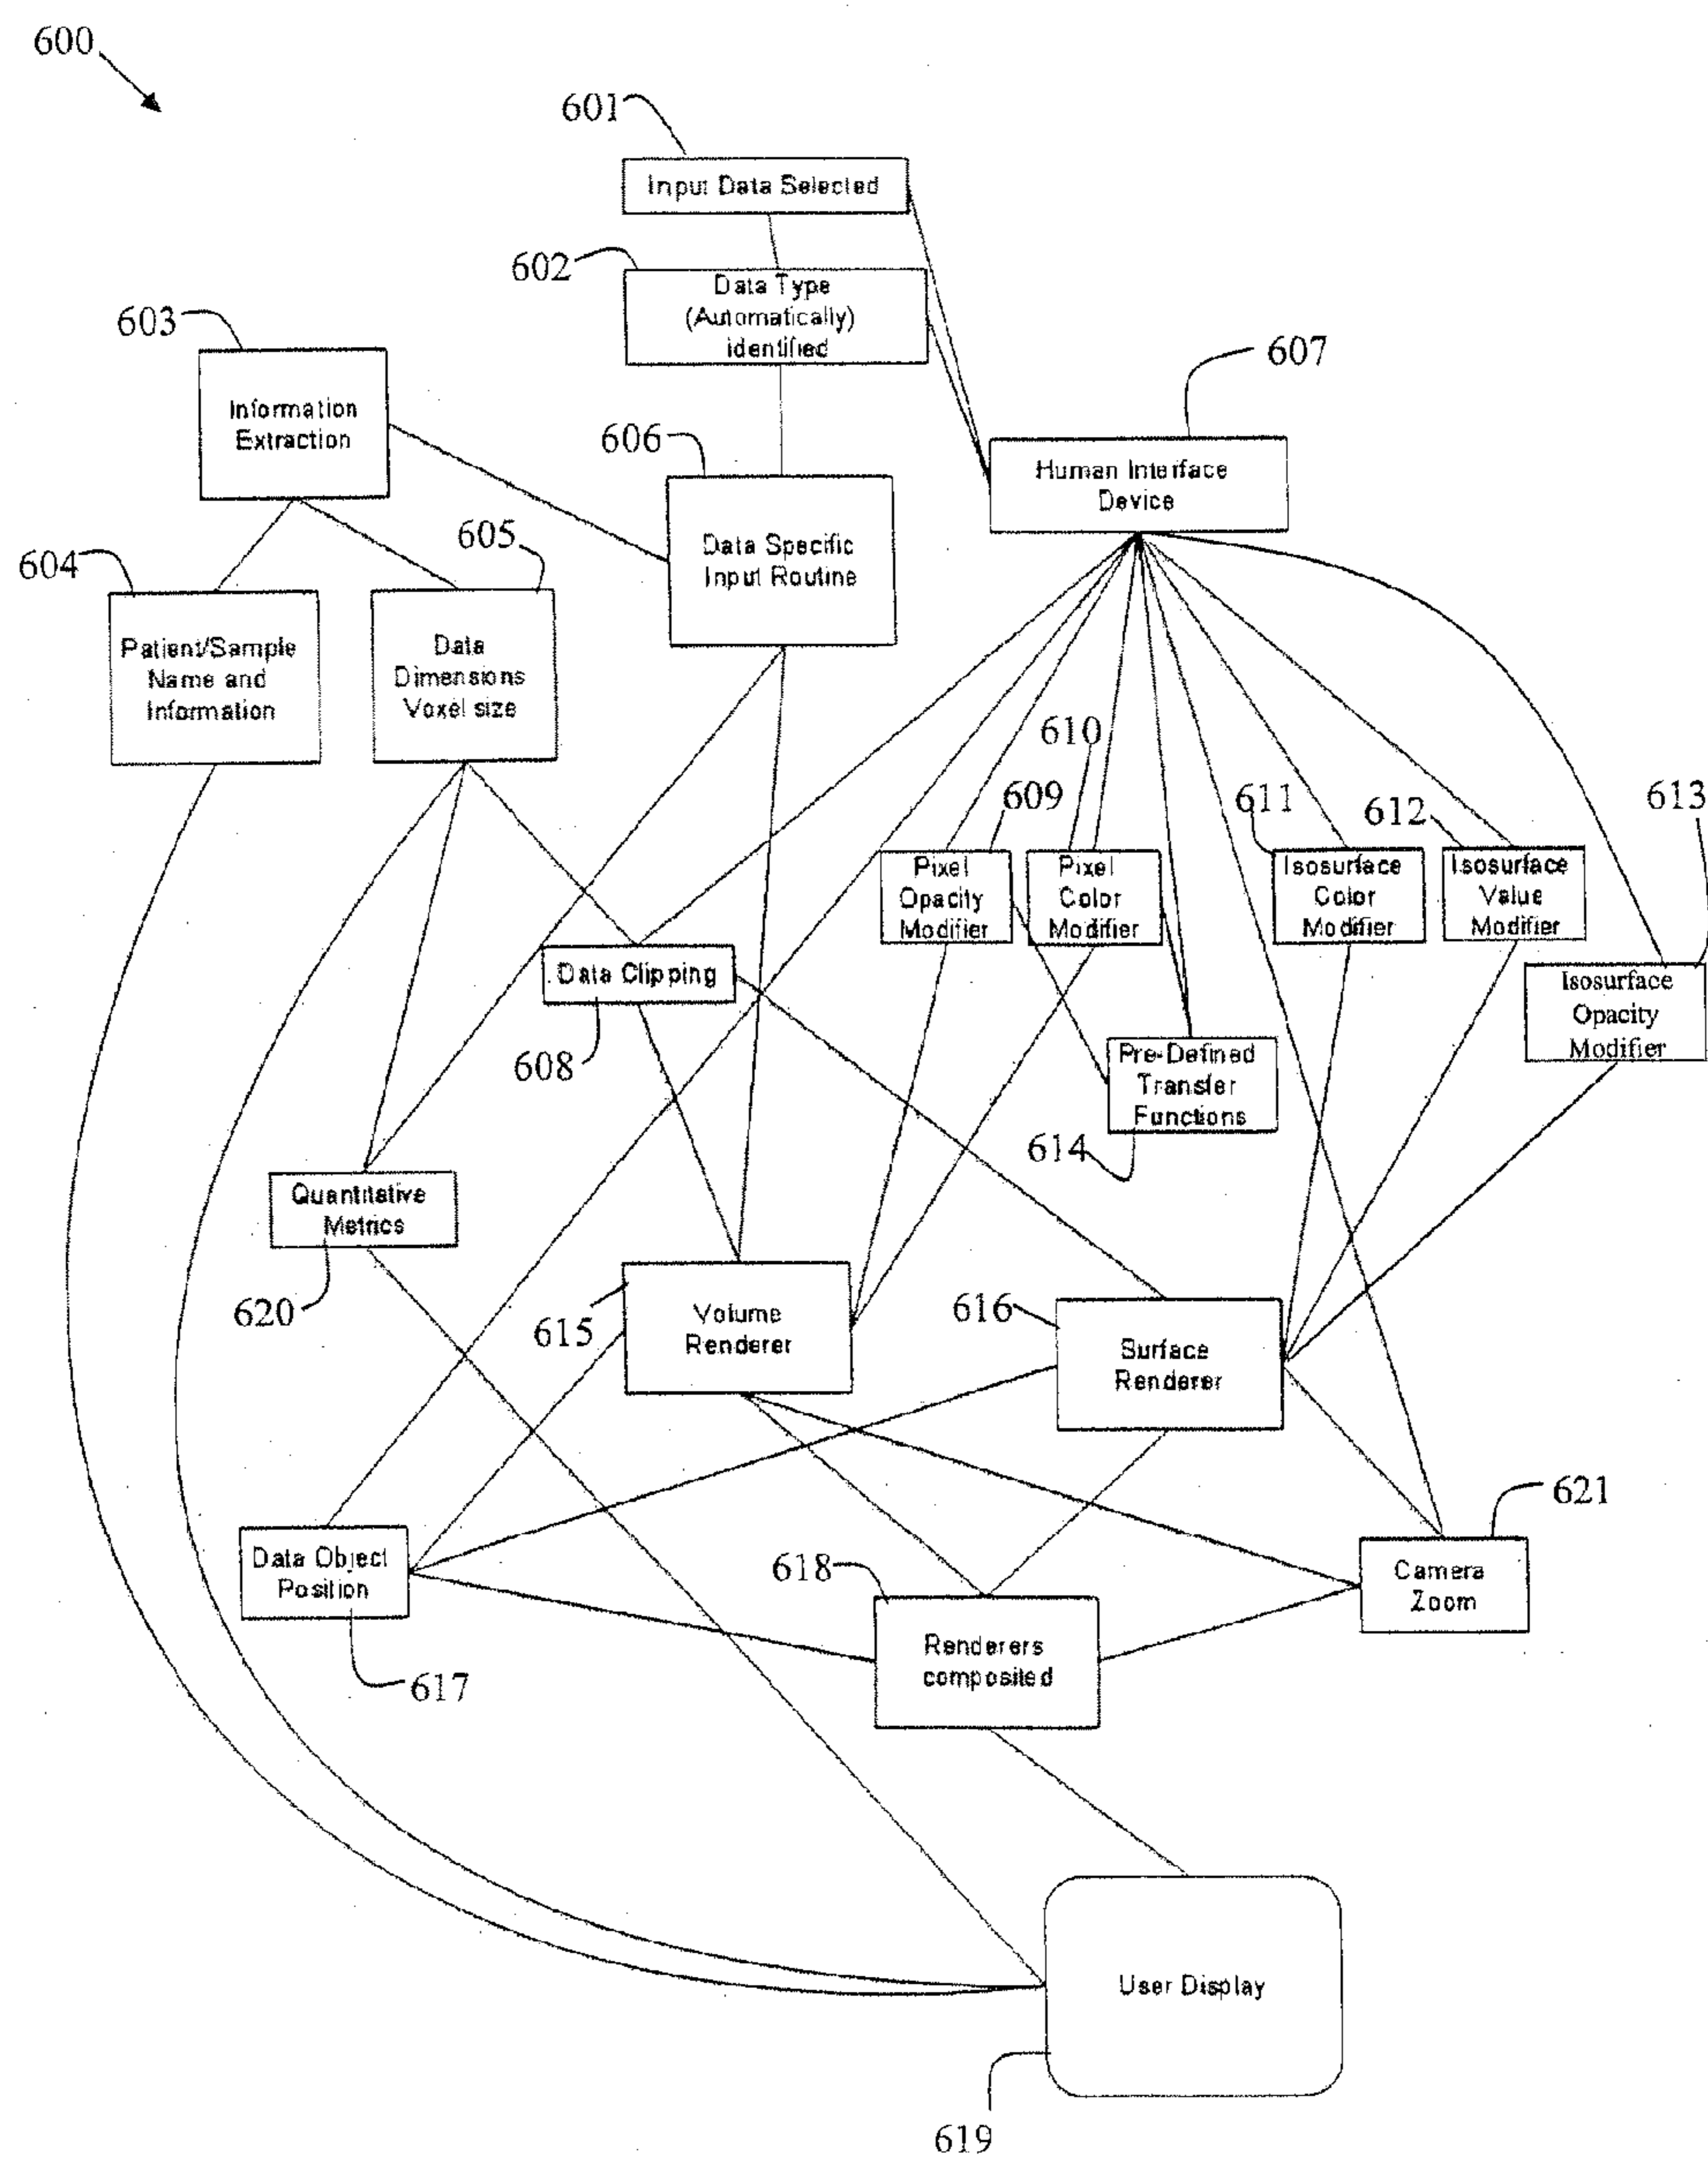 600
601
Input Data Selected
602
Data Type
(Automatically)
identified
603
Information
Extraction
606
607
Human Interface
Device
604
605
Data Specific
Input Routine
Patient/Sample
Name and
Information
Data
Dimensions
Voxel size
610
609
611
612
613
Pixel
Opacity
Modifier
Pixel
Color
Modifier
Isosurface
Color
Modifier
Isosurface
Value
Modifier
Data Clipping
608
Isosurface
Opacity
Modifier
Pre-Defined
Transfer
Functions
614
Quantitative
Metrics
620
615
Volume
Renderer
616
Surface
Renderer
621
Data Object
Position
617
618
Renderers
composited
Camera
Zoom
User Display
619